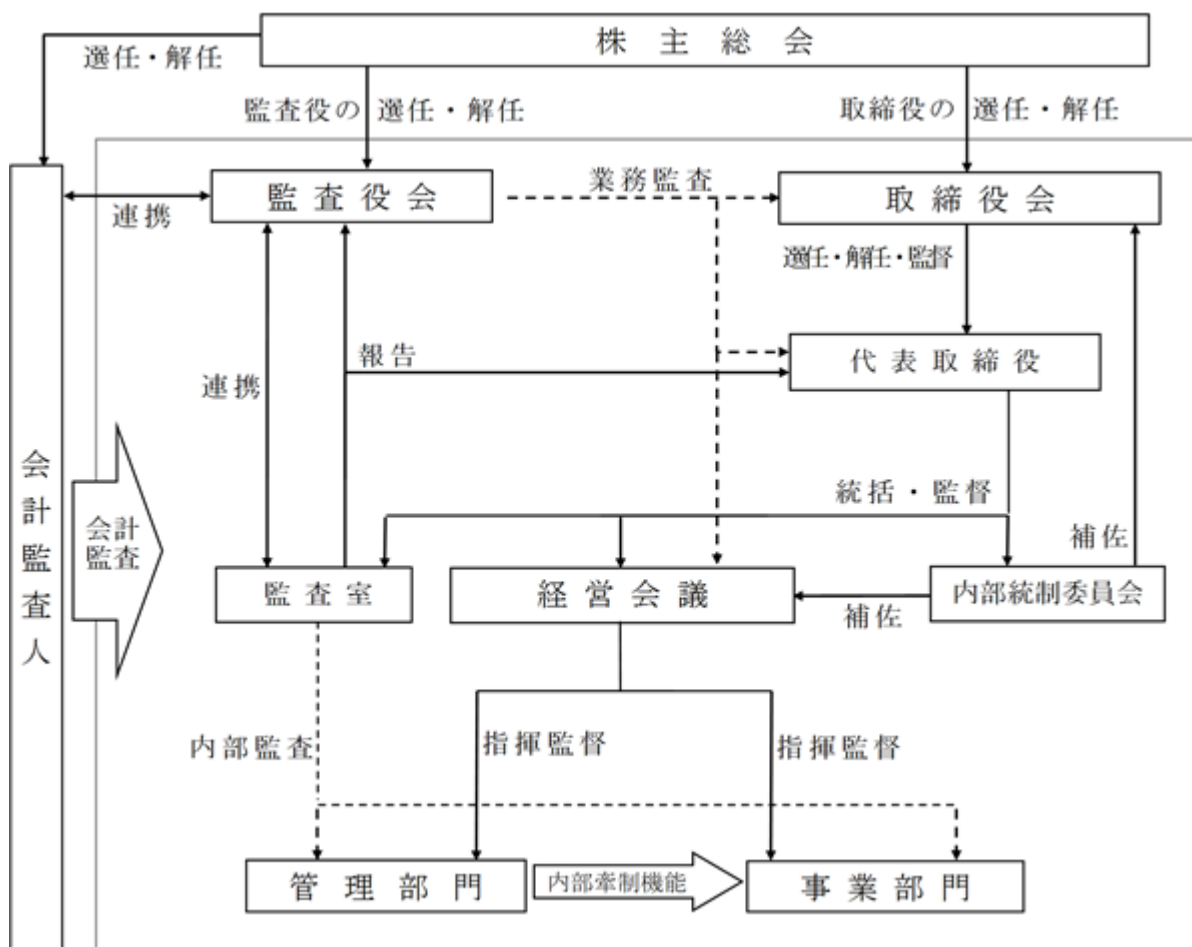 株主総会
選任・解任
監査役の 選任・解任
取締役の 選任・解任
監査役会
業務監査
取締役会
連携
選任・解任・監督
報告
代表取締役
連携
会計監査人
会計
監査
統括・監督
補佐
監査室
経営会議
内部統制委員会
補佐
内部監査
指揮監督
指揮監督
管理部門
内部牽制機能
事業部門